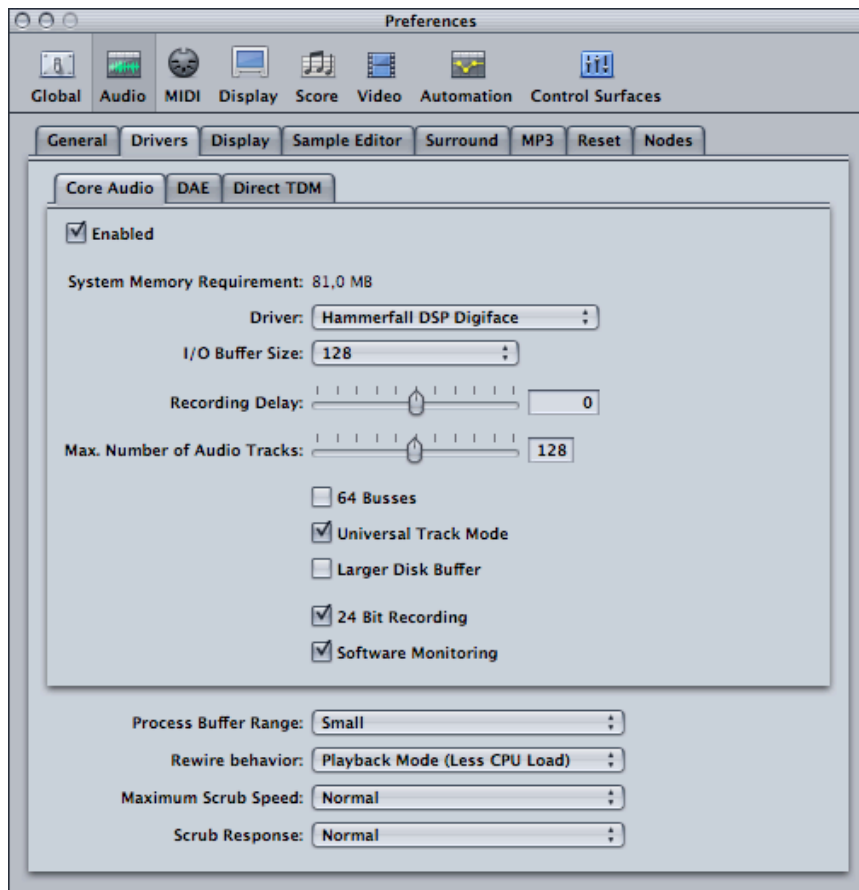 Preferences
Global Audio MIDI Display Score Video Automation Control Surfaces
General Drivers Display Sample Editor Surround MP3 Reset Nodes
Core Audio DAE Direct TDM
Enabled
System Memory Requirement: 81,0 MB
Driver: Hammerfall DSP Digiface
I/O Buffer Size: 128
Recording Delay: 0
Max. Number of Audio Tracks: 128
64 Busses
Universal Track Mode
Larger Disk Buffer
24 Bit Recording
Software Monitoring
Process Buffer Range: Small
Rewire behavior: Playback Mode (Less CPU Load)
Maximum Scrub Speed: Normal
Scrub Response: Normal